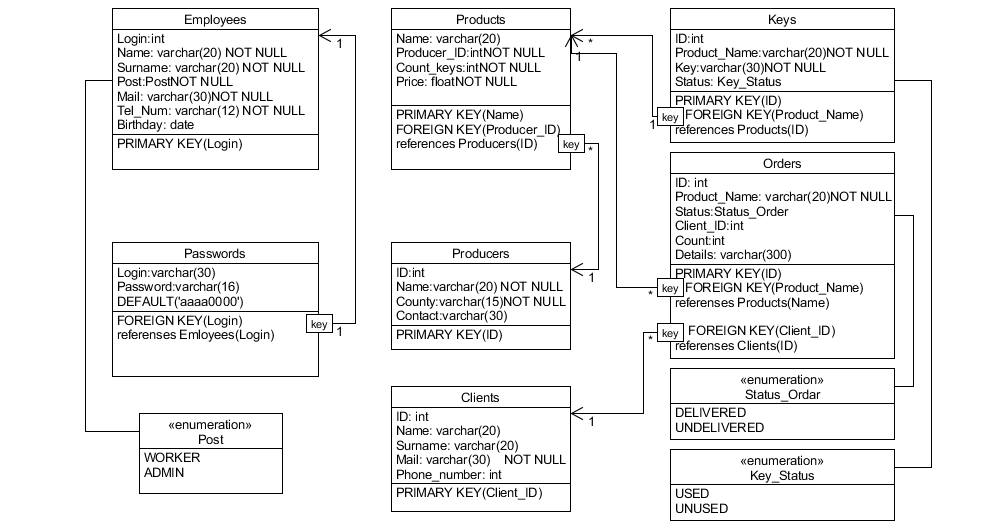 Employees
Login:int
Name: varchar(20) NOT NULL
Surname: varchar(20) NOT NULL
Post:PostNOT NULL
Mail: varchar(30)NOT NULL
Tel_Num: varchar(12) NOT NULL
Birthday: date
PRIMARY KEY(Login)
1
Passwords
Login:varchar(30)
Password:varchar(16)
DEFAULT('aaaa0000')
FOREIGN KEY(Login)
referenses Emloyees(Login)
key
1
«enumeration»
Post
WORKER
ADMIN
Products
Name: varchar(20)
Producer_ID:intNOT NULL
Count_keys:intNOT NULL
Price: floatNOT NULL
PRIMARY KEY(Name)
FOREIGN KEY(Producer_ID)
references Producers(ID)
key
*
*
1
Producers
ID:int
Name:varchar(20) NOT NULL
County:varchar(15)NOT NULL
Contact:varchar(30)
PRIMARY KEY(ID)
1
Clients
ID: int
Name: varchar(20)
Surname: varchar(20)
Mail: varchar(30) NOT NULL
Phone_number: int
PRIMARY KEY(Client_ID)
1
Keys
ID:int
Product_Name:varchar(20)NOT NULL
Key:varchar(30)NOT NULL
Status: Key_Status
PRIMARY KEY(ID)
key
FOREIGN KEY(Product_Name)
1
references Products(ID)
Orders
ID: int
Product_Name: varchar(20)NOT NULL
Status:Status_Order
Client_ID:int
Count:int
Details: varchar(300)
PRIMARY KEY(ID)
key
FOREIGN KEY(Product_Name)
*
referenses Products(Name)
key
FOREIGN KEY(Client_ID)
*
referenses Clients(ID)
«enumeration»
Status_Ordar
DELIVERED
UNDELIVERED
«enumeration»
Key_Status
USED
UNUSED